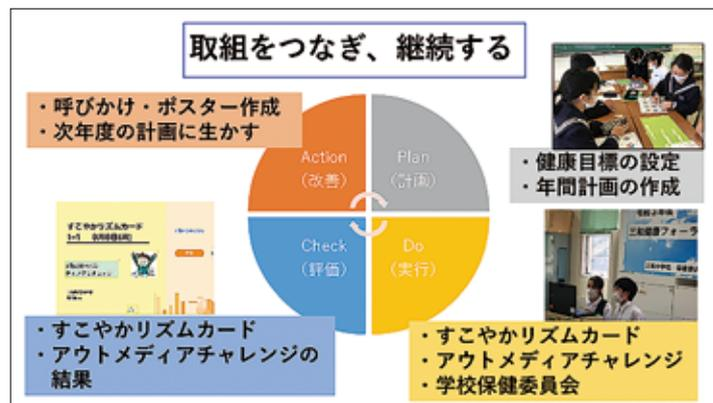 取組をつなぎ、継続する
・呼びかけ・ポスター作成
・次年度の計画に生かす
Action
（改善）
Plan
（計画）
・健康目標の設定
・年間計画の作成
すこやかリズムカード
Check
（評価）
Do
（実行）
・すこやかリズムカード
・アウトメディアチャレンジの
結果
・すこやかリズムカード
・アウトメディアチャレンジ
・学校保健委員会